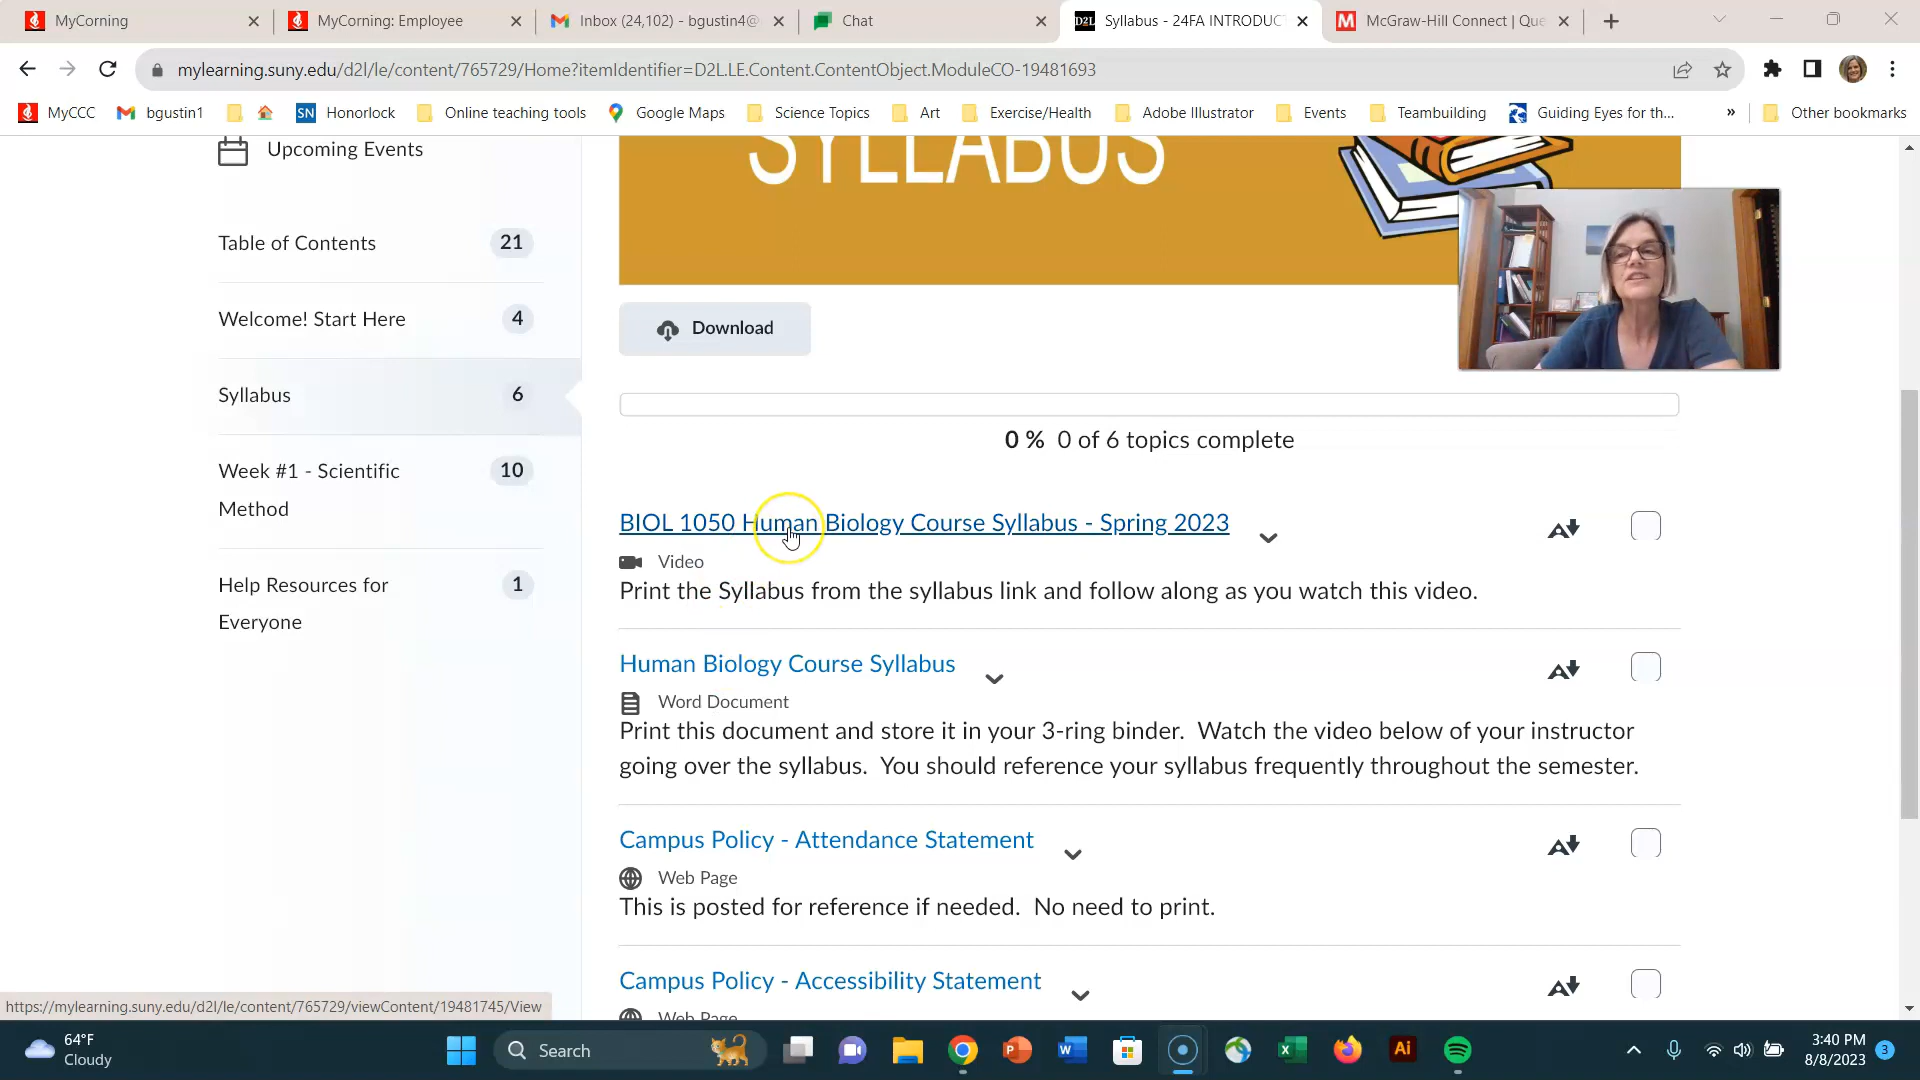 MyCorning
MyCorning: Employee
Inbox (24,102) - bgustin4@
Chat
D2L Syllabus - 24FA INTRODUC
M McGraw-Hill Connect | Que
mylearning.suny.edu/d2l/le/content/765729/Home?itemIdentifier=D2L.LE.Content.ContentObject.ModuleCO-19481693
MyCCC
bgustin1
SN Honorlock
Online teaching tools
Google Maps
Science Topics
Art
Exercise/Health
Adobe Illustrator
Events
Teambuilding
Guiding Eyes for th...
»
Other bookmarks
Upcoming Events
Table of Contents 21
Welcome! Start Here 4
Syllabus 6
Week #1 - Scientific 10
Method
Help Resources for 1
Everyone
SYLLABUS
Download
0 % 0 of 6 topics complete
BIOL 1050 Human Biology Course Syllabus - Spring 2023
Video
Print the Syllabus from the syllabus link and follow along as you watch this video.
Human Biology Course Syllabus
Word Document
Print this document and store it in your 3-ring binder. Watch the video below of your instructor
going over the syllabus. You should reference your syllabus frequently throughout the semester.
Campus Policy - Attendance Statement
Web Page
This is posted for reference if needed. No need to print.
Campus Policy - Accessibility Statement
Web Page
https://mylearning.suny.edu/d2l/le/content/765729/viewContent/19481745/View
64°F
Cloudy
Search
P
W
X
Ai
3:40 PM
8/8/2023
3